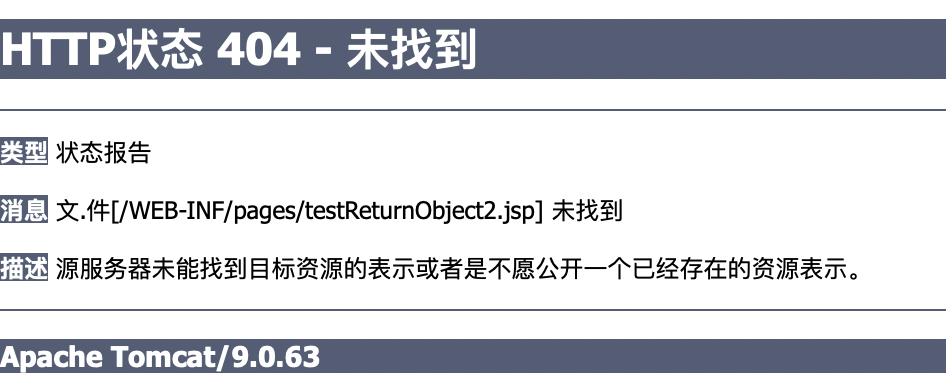 HTTP状态 404 - 未找到
类型 状态报告
消息 文.件[/WEB-INF/pages/testReturnObject2.jsp] 未找到
描述 源服务器未能找到目标资源的表示或者是不愿公开一个已经存在的资源表示。
Apache Tomcat/9.0.63